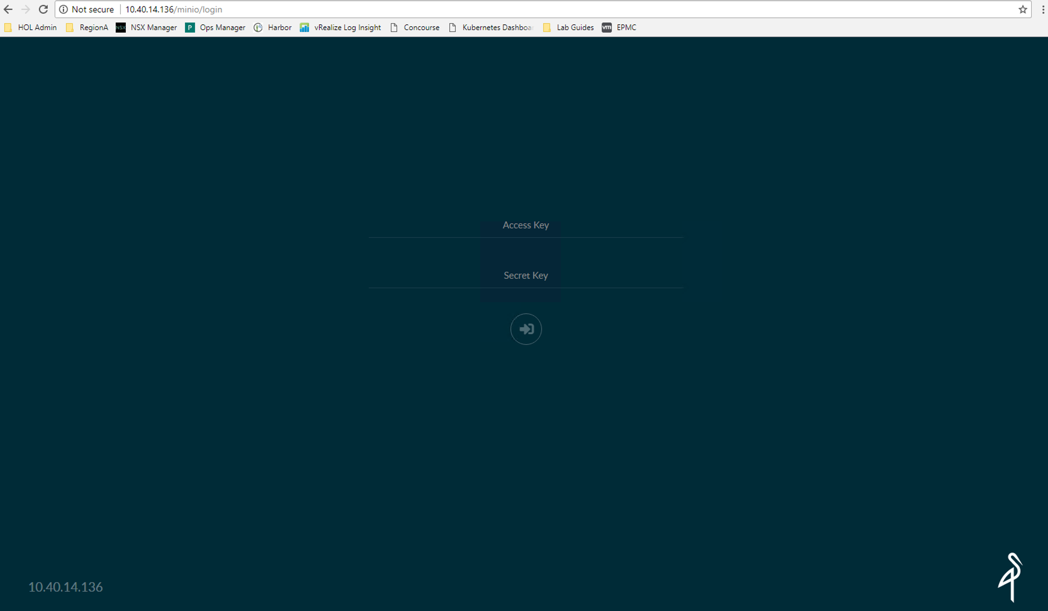 Not secure 10.40.14.136/minio/login
HOL Admin RegionA NSX Manager P Ops Manager Harbor vRealize Log Insight Concourse Kubernetes Dashboa Lab Guides vm EPMC
Access Key
Secret Key
10.40.14.136